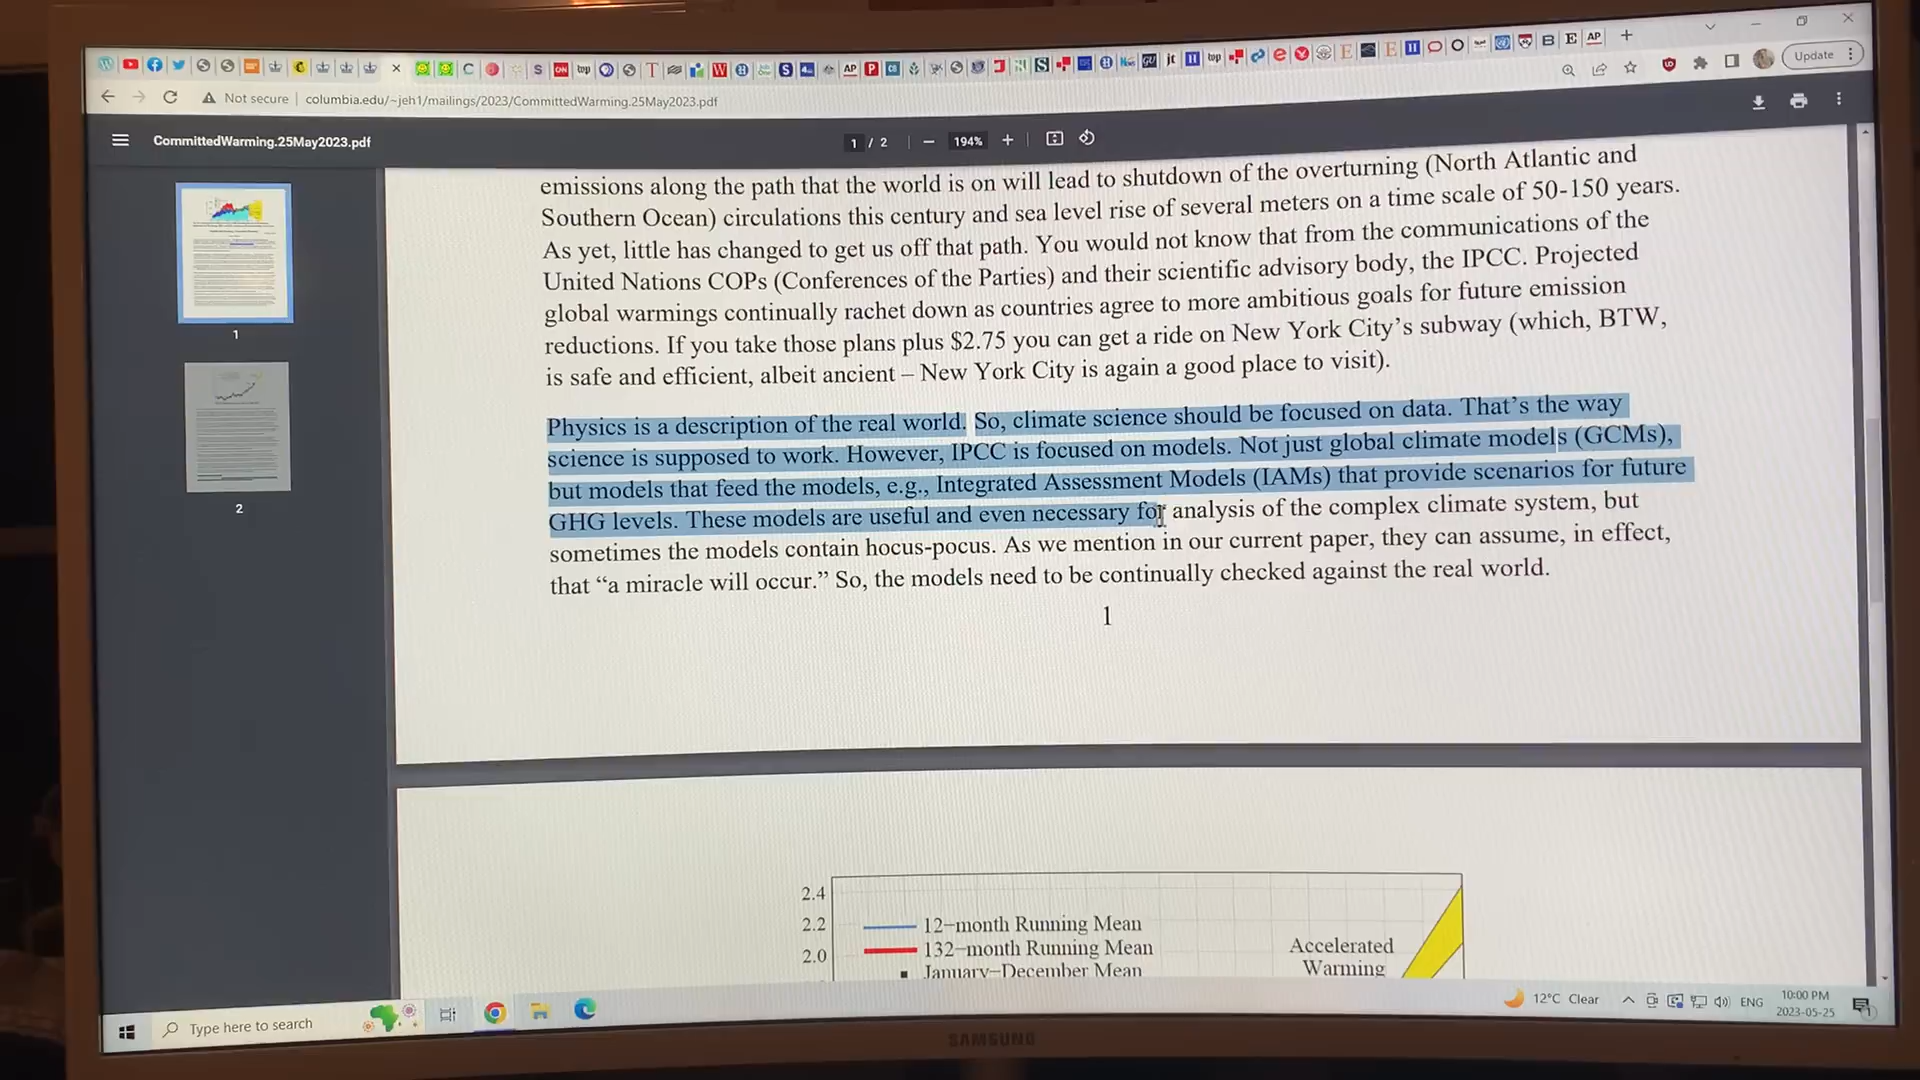 Update
Not secure | columbia.edu/~jeh1/mailings/2023/CommittedWarming.25May2023.pdf
CommittedWarming.25May2023.pdf
1 / 2
194%
emissions along the path that the world is on will lead to shutdown of the overturning (North Atlantic and
Southern Ocean) circulations this century and sea level rise of several meters on a time scale of 50-150 years.
As yet, little has changed to get us off that path. You would not know that from the communications of the
United Nations COPs (Conferences of the Parties) and their scientific advisory body, the IPCC. Projected
global warmings continually rachet down as countries agree to more ambitious goals for future emission
reductions. If you take those plans plus $2.75 you can get a ride on New York City's subway (which, BTW,
is safe and efficient, albeit ancient – New York City is again a good place to visit).
Physics is a description of the real world. So, climate science should be focused on data. That's the way
science is supposed to work. However, IPCC is focused on models. Not just global climate models (GCMs),
but models that feed the models, e.g., Integrated Assessment Models (IAMs) that provide scenarios for future
GHG levels. These models are useful and even necessary for analysis of the complex climate system, but
sometimes the models contain hocus-pocus. As we mention in our current paper, they can assume, in effect,
that “a miracle will occur.” So, the models need to be continually checked against the real world.
1
1
2
2.4
2.2
2.0
12−month Running Mean
132−month Running Mean
January−December Mean
Accelerated
Warming
Type here to search
12°C Clear
ENG
10:00 PM
2023-05-25
SAMSUNG